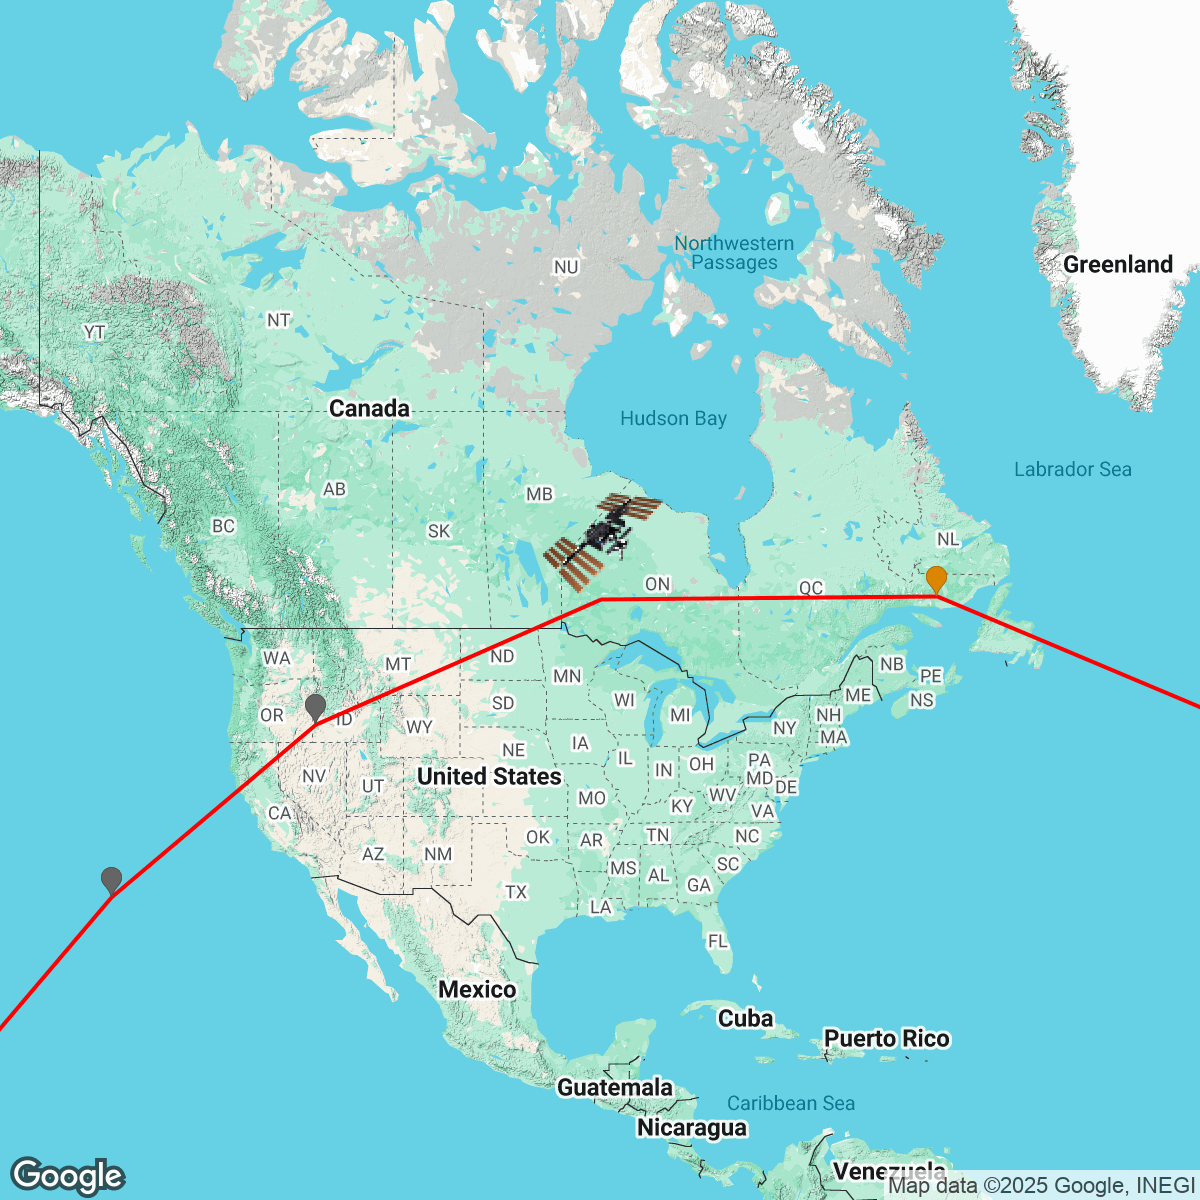 Northwestern
Passages
NU
Greenland
NT
YT
Canada
Hudson Bay
Labrador Sea
AB
MB
BC
SK
NL
ON
QC
WA
MT
ND
NB
PE
MN
ME
NS
SD
WI
OR
ID
MI
NH
WY
NY
MA
IA
NE
IL
PA
OH
IN
NV
United States
MD
UT
DE
WV
MO
KY
VA
CA
TN
NC
OK
AR
AZ
NM
SC
MS
AL
GA
TX
LA
FL
Mexico
Cuba
Puerto Rico
Guatemala
Caribbean Sea
Nicaragua
Venezuela
Google
Map data ©2025 Google, INEGI